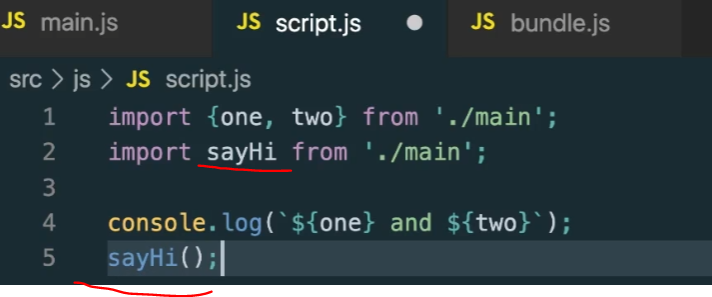 JS main.js JS script.js JS bundle.js
src > js > JS script.js
1 import {one, two} from './main';
2 import sayHi from './main';
3
4 console.log(`${one} and ${two}`);
5 sayHi();